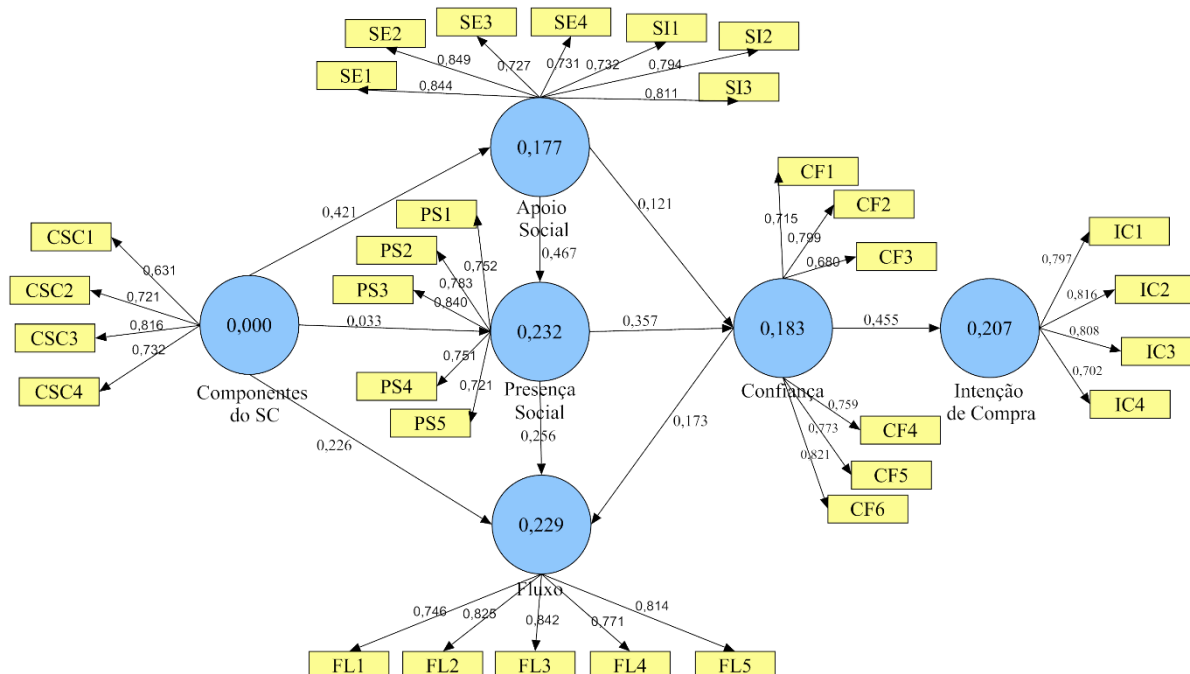 SE3
SE4
SI1
SE2
SI2
SE1
SI3
0,849
0,727
0,731
0,732
0,794
0,844
0,811
0,177
Apoio
Social
0,421
0,121
0,467
CSC1
CSC2
CSC3
CSC4
0,631
0,721
0,816
0,732
0,000
Componentes
do SC
0,033
0,226
PS1
PS2
PS3
PS4
PS5
0,752
0,783
0,840
0,751
0,721
0,232
Presença
Social
0,357
0,256
CF1
CF2
CF3
0,715
0,799
0,680
0,183
Confiança
0,455
0,173
0,759
0,773
0,821
CF4
CF5
CF6
0,207
Intenção
de Compra
IC1
IC2
IC3
IC4
0,797
0,816
0,808
0,702
0,229
Fluxo
0,746
0,825
0,842
0,771
0,814
FL1
FL2
FL3
FL4
FL5